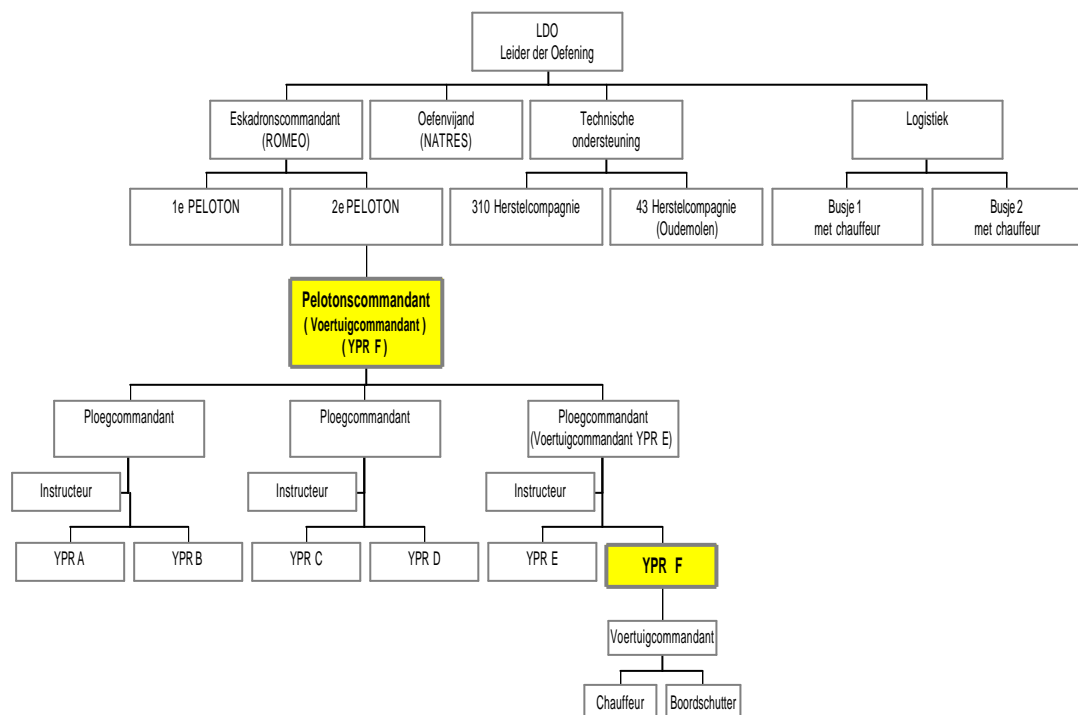 LDO
Leider der Oefening
Eskadronscommandant
(ROMEO)
Oefenvijand
(NATRES)
Technische
ondersteuning
Logistiek
1e PELOTON
2e PELOTON
310 Herstelcompagnie
43 Herstelcompagnie
(Oudemolen)
Busje 1
met chauffeur
Busje 2
met chauffeur
Pelotonscommandant
( Voertuigcommandant )
( YPR F )
Ploegcommandant
Ploegcommandant
Ploegcommandant
(Voertuigcommandant YPR E)
Instructeur
Instructeur
Instructeur
YPR A
YPR B
YPR C
YPR D
YPR E
YPR F
Voertuigcommandant
Chauffeur
Boordschutter